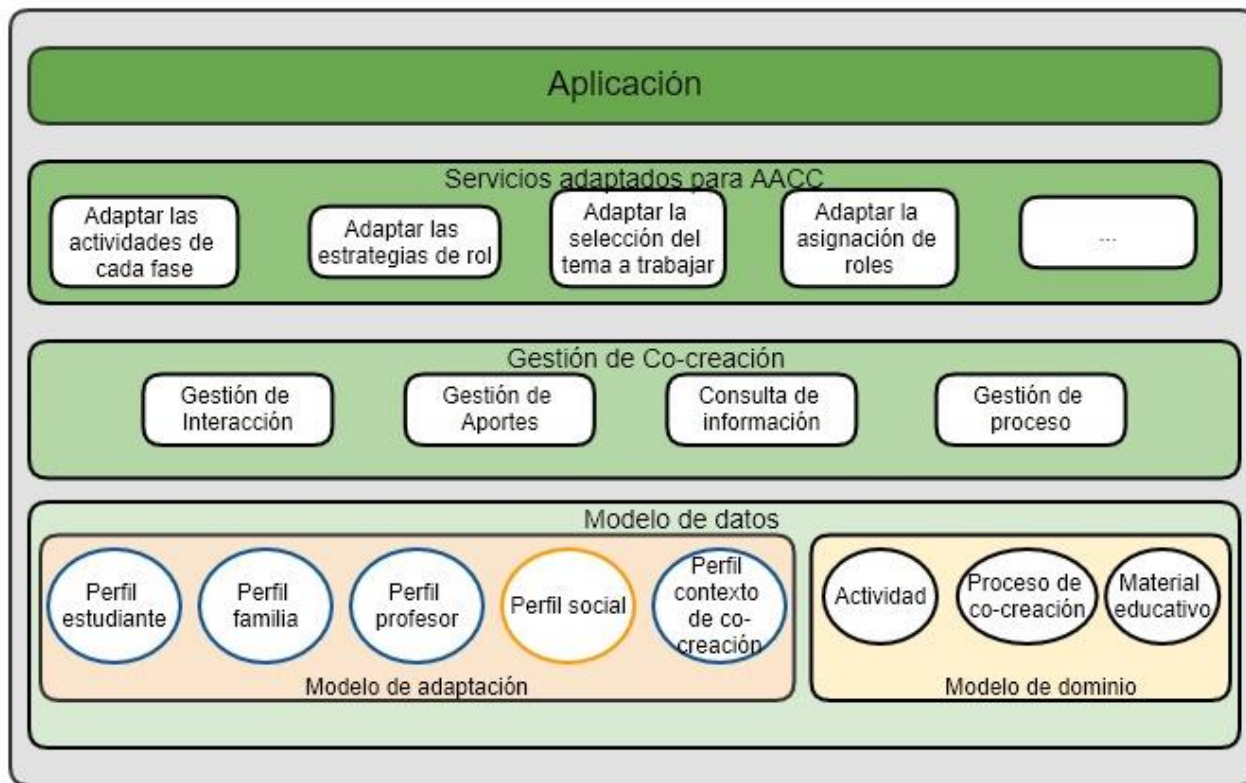 Aplicación
Servicios adaptados para AACC
Adaptar las
actividades de
cada fase
Adaptar las
estrategias de rol
Adaptar la
selección del
tema a trabajar
Adaptar la
asignación de
roles
...
Gestión de Co-creación
Gestión de
Interacción
Gestión de
Aportes
Consulta de
información
Gestión de
proceso
Modelo de datos
Perfil
estudiante
Perfil
familia
Perfil
profesor
Perfil social
Perfil
contexto
de co-
creación
Modelo de adaptación
Actividad
Proceso de
co-creación
Material
educativo
Modelo de dominio